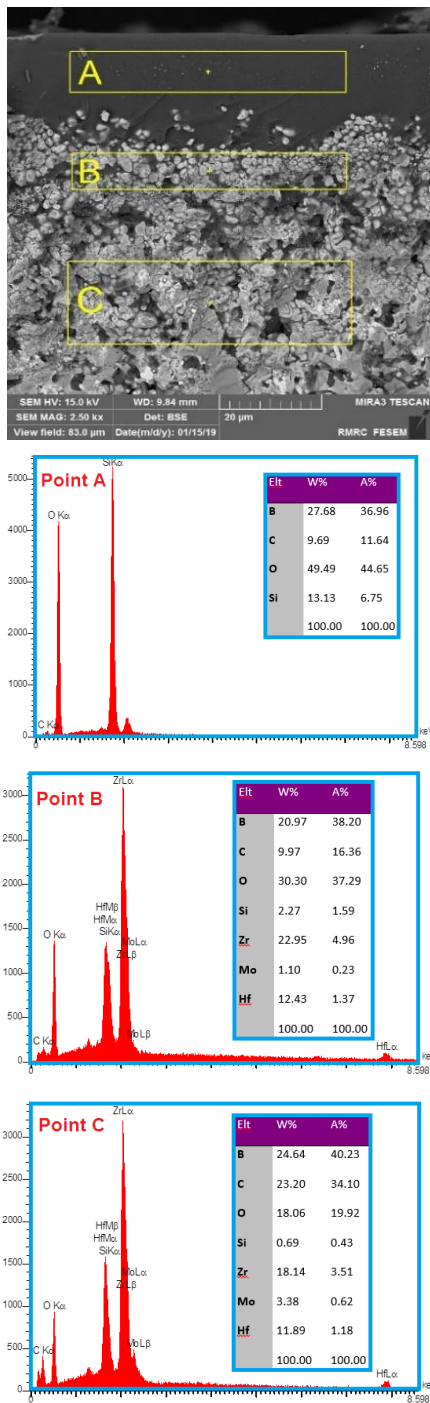 A
B
C
SEM HV: 15.0 kV WD: 9.84 mm MIRA3 TESCAN
SEM MAG: 2.50 kx Det: BSE 20 µm
View field: 83.0 µm Date(m/d/y): 01/15/19 RMRC FESEM
Point A
SiKα
O Kα
C Kα
5000
4000
3000
2000
1000
0
0 8.598
Elt W% A%
B 27.68 36.96
C 9.69 11.64
O 49.49 44.65
Si 13.13 6.75
100.00 100.00
Point B
ZrLα
HfMβ
HfMα
SiKα
O Kα
MoLα
ZrLβ
MoLβ
C Kα
HfLα
3000
2500
2000
1500
1000
500
0
0 8.598
Elt W% A%
B 20.97 38.20
C 9.97 16.36
O 30.30 37.29
Si 2.27 1.59
Zr 22.95 4.96
Mo 1.10 0.23
Hf 12.43 1.37
100.00 100.00
Point C
ZrLα
HfMβ
HfMα
SiKα
MoLα
ZrLβ
O Kα
MoLβ
C Kα
HfLα
3000
2500
2000
1500
1000
500
0
0 8.598
Elt W% A%
B 24.64 40.23
C 23.20 34.10
O 18.06 19.92
Si 0.69 0.43
Zr 18.14 3.51
Mo 3.38 0.62
Hf 11.89 1.18
100.00 100.00